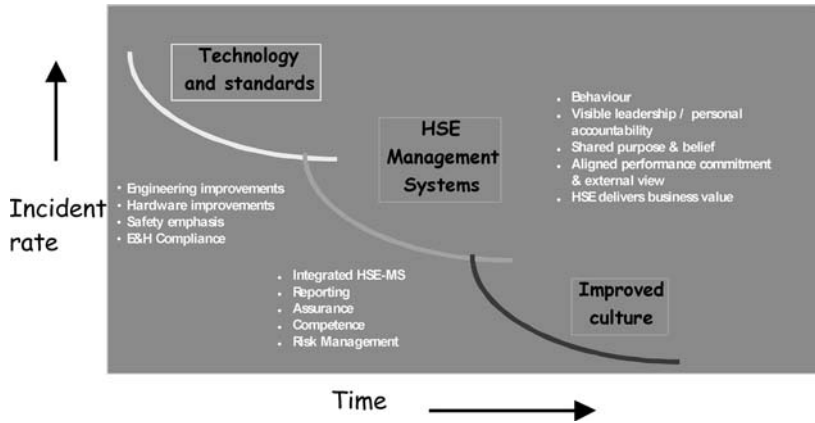 Technology
and standards
• Behaviour
• Visible leadership / personal
accountability
• Shared purpose & belief
• Aligned performance commitment
& external view
• HSE delivers business value
HSE
Management
Systems
• Engineering improvements
• Hardware improvements
• Safety emphasis
• E&H Compliance
Incident
rate
• Integrated HSE-MS
• Reporting
• Assurance
• Competence
• Risk Management
Improved
culture
Time